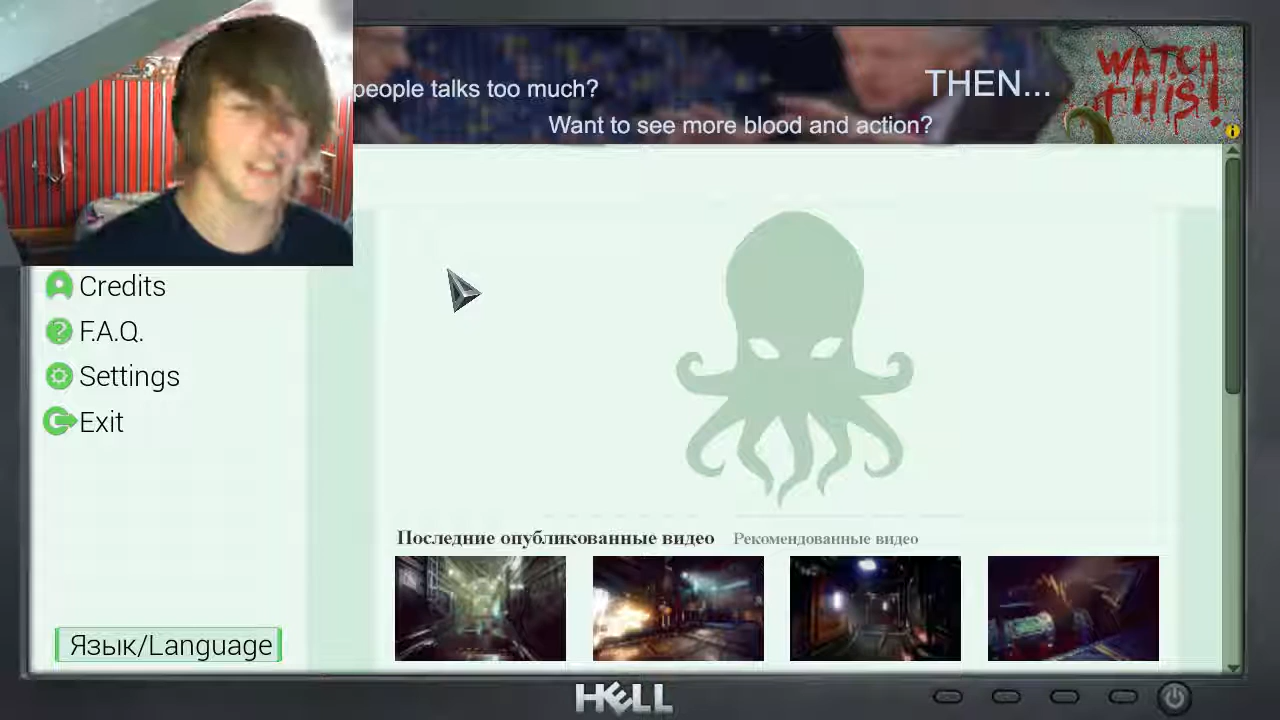 people talks too much?
Want to see more blood and action?
THEN...
WATCH
THIS!
Credits
F.A.Q.
Settings
Exit
Последние опубликованные видео
Рекомендованные видео
Язык/Language
HELL